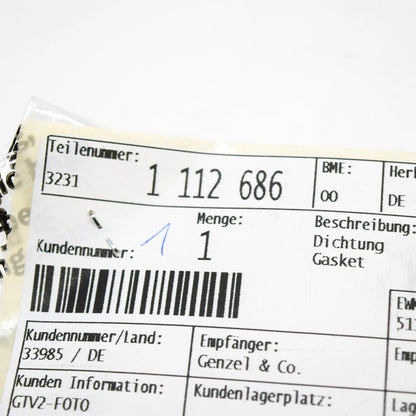 Teilenummer:
3231
1 112 686
BME:
00
DE
Menge:
1
1
Beschreibung:
Dichtung
Gasket
Kundennummer:
Kundennummer/Land:
33985 / DE
Empfänger:
Genzel & Co.
Kunden Information:
GTV2-FOTO
Kundenlagerplatz: